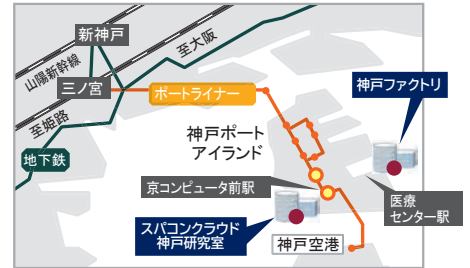 新神戸
至大阪
山陽新幹線
三ノ宮
ポートライナー
神戸ファクトリ
至姫路
神戸ポート
アイランド
地下鉄
京コンピュータ前駅
医療
センター駅
スパコンクラウド
神戸研究室
神戸空港